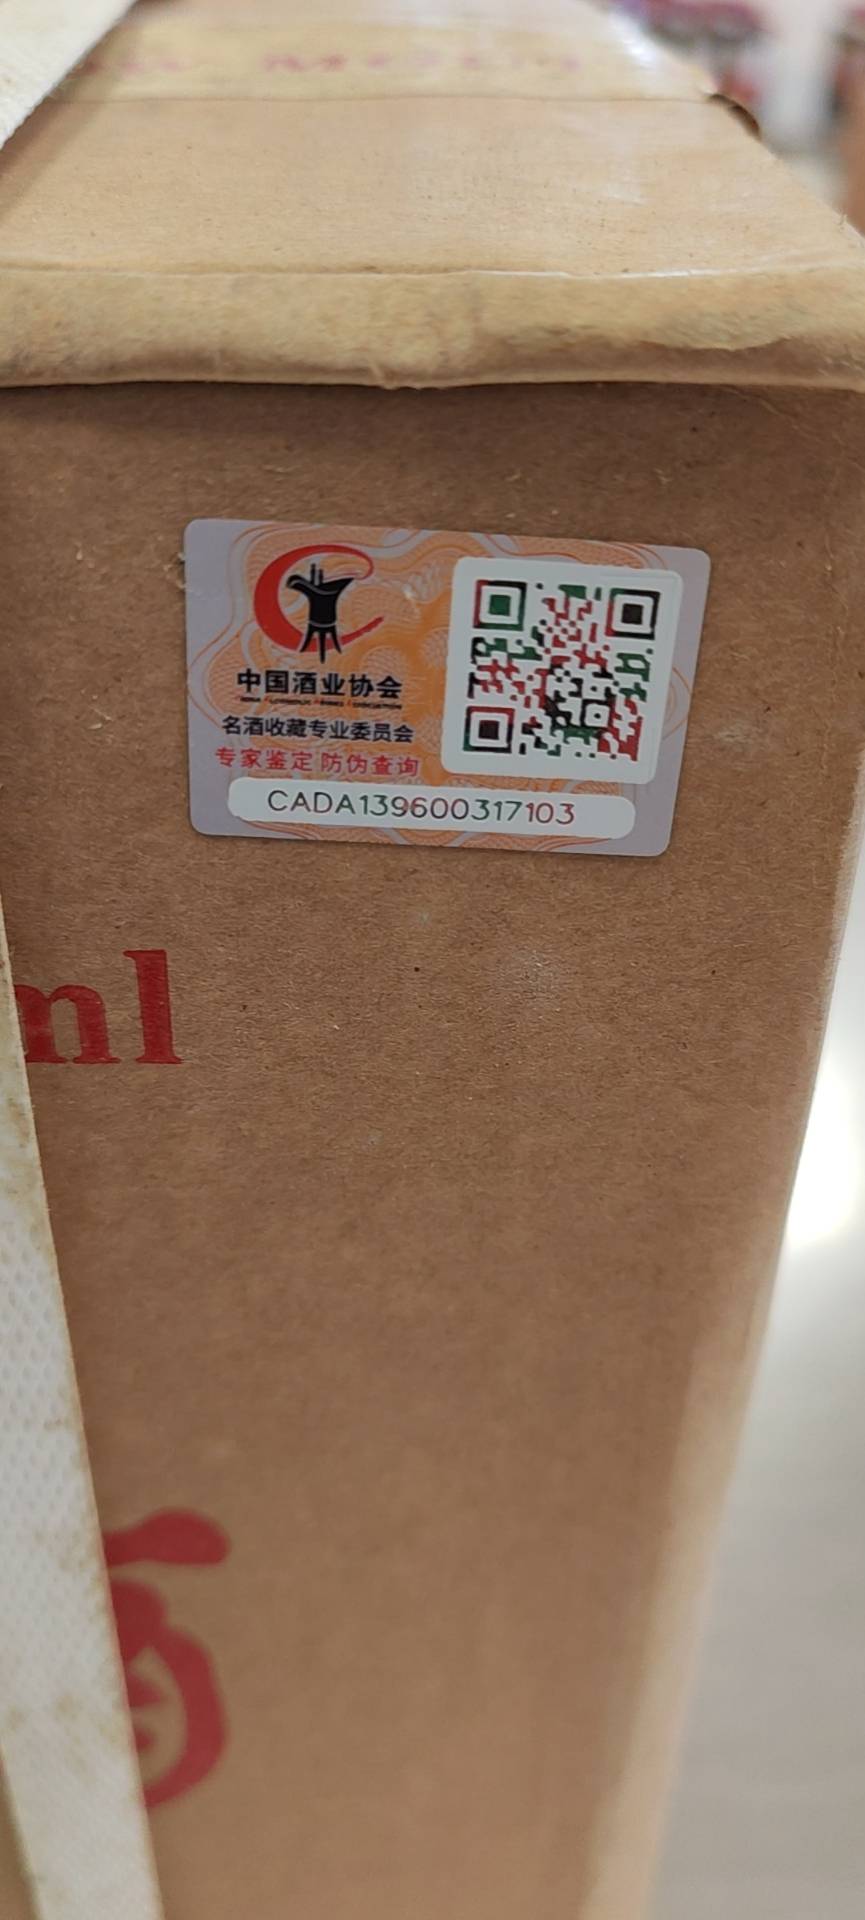 中国酒业协会
名酒收藏专业委员会
专家鉴定 防伪查询
CADA139600317103
ml
酒